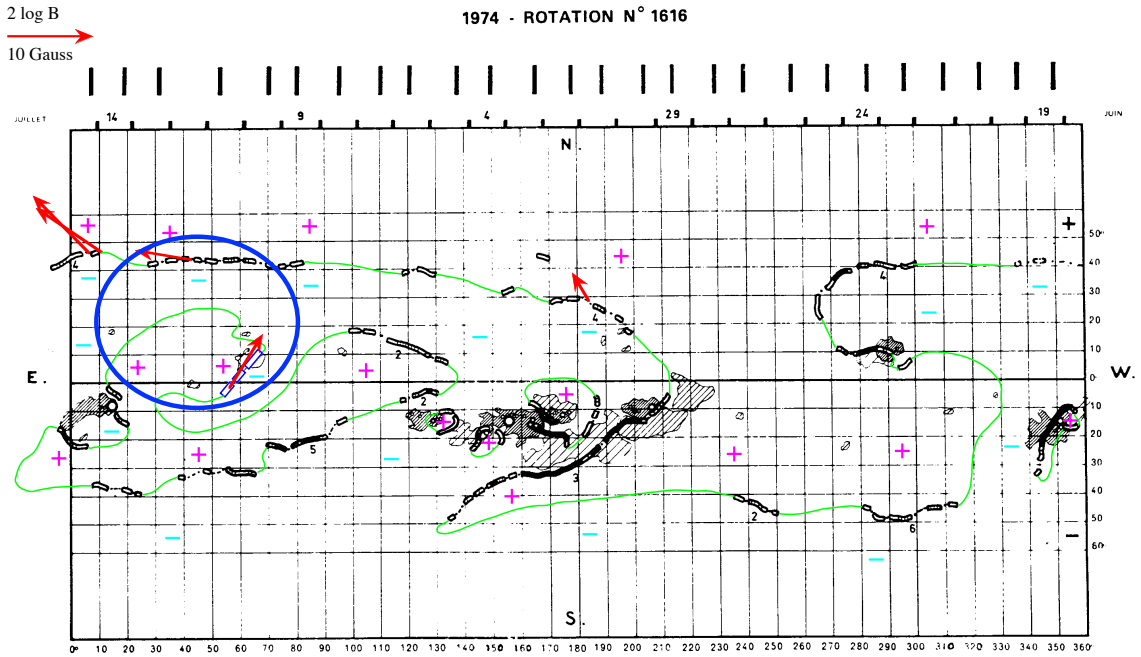 2 log B
10 Gauss
1974 - ROTATION N° 1616
JUILLET 14 9 4 29 24 19 JUIN
N.
+ + + + + +
50°
4 4 40
30
4 20
2 10
E. 0° W.
2 10
8 20
5 30
3 40
2 6 50
60
S.
0° 10 20 30 40 50 60 70 80 90 100 110 120 130 140 150 160 170 180 190 200 210 220 230 240 250 260 270 280 290 300 310 320 330 340 350 360°